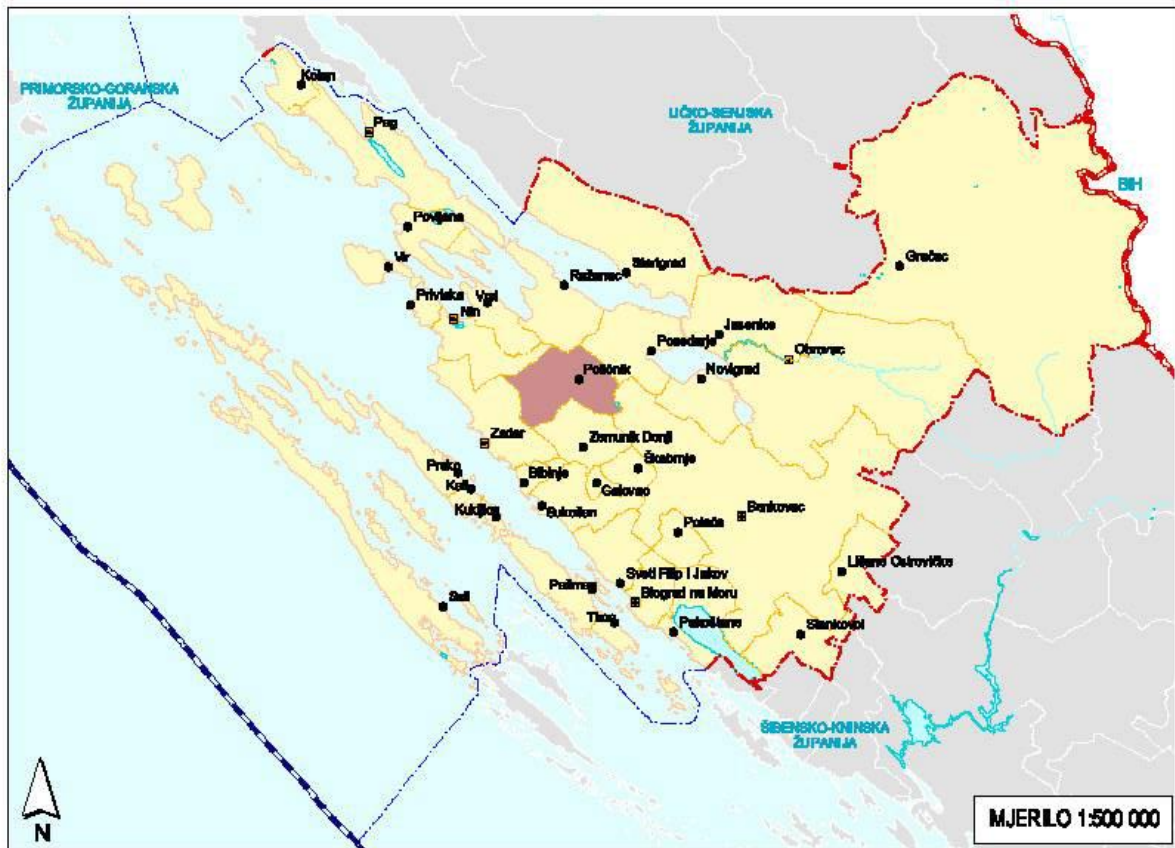 Kolan
PRIMORSKO-GORANSKA
ŽUPANIJA
LIČKO-SENJSKA
ŽUPANIJA
Pag
BIH
Povljana
Vir
Starigrad
Gračac
Ražanac
Privlaka
Vrsi
Nin
Jasenice
Posedarje
Obrovac
Poličnik
Novigrad
Zadar
Zemunik Donji
Škabrnje
Preko
Bibinje
Kali
Galovac
Kukljica
Sukošan
Benkovac
Polača
Lišane Ostrovičke
Sveti Filip i Jakov
Pašman
Biograd na Moru
Sali
Tkon
Pakoštane
Stankovci
ŠIBENSKO-KNINSKA
ŽUPANIJA
N
MJERILO 1:500 000